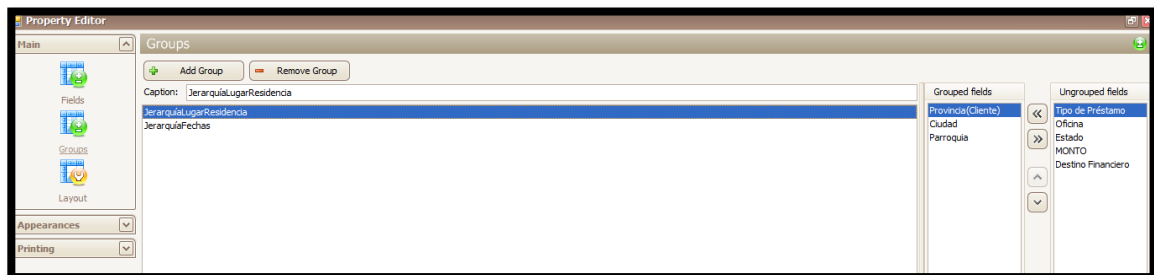 Property Editor
Main
Groups
Add Group
Remove Group
Caption: JerarquíaLugarResidencia
Grouped fields
Ungrouped fields
Fields
JerarquíaLugarResidencia
JerarquíaFechas
Provincia(Cliente)
Ciudad
Parroquia
Tipo de Préstamo
Oficina
Estado
MONTO
Destino Financiero
Groups
Layout
Appearances
Printing